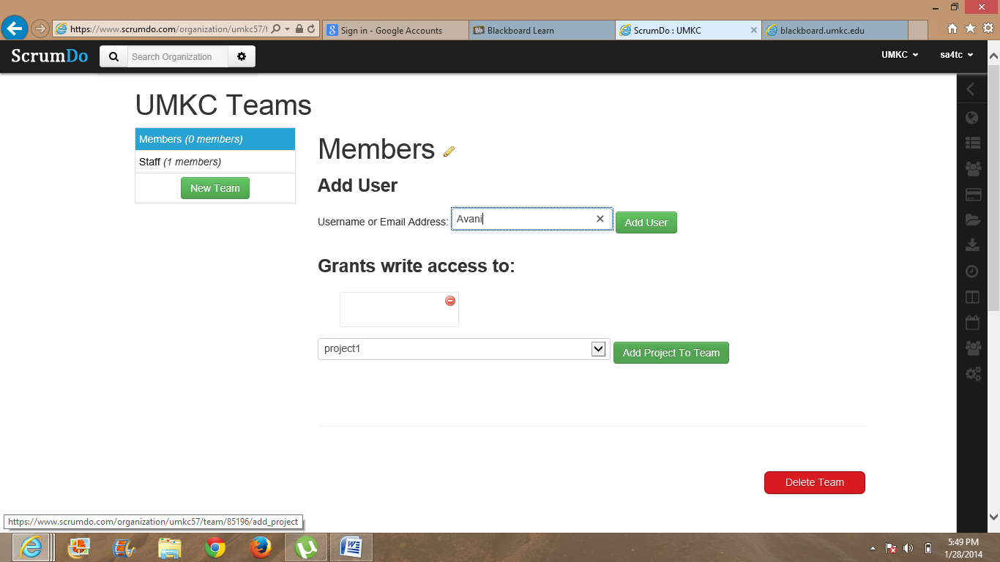 https://www.scrumdo.com/organization/umkc57/t
Sign in - Google Accounts
Blackboard Learn
ScrumDo : UMKC
blackboard.umkc.edu
ScrumDo
Search Organization
UMKC
sa4tc
UMKC Teams
Members (0 members)
Staff (1 members)
New Team
Members
Add User
Username or Email Address: Avani Add User
Grants write access to:
project1
Add Project To Team
Delete Team
https://www.scrumdo.com/organization/umkc57/team/85196/add_project
5:49 PM
1/28/2014